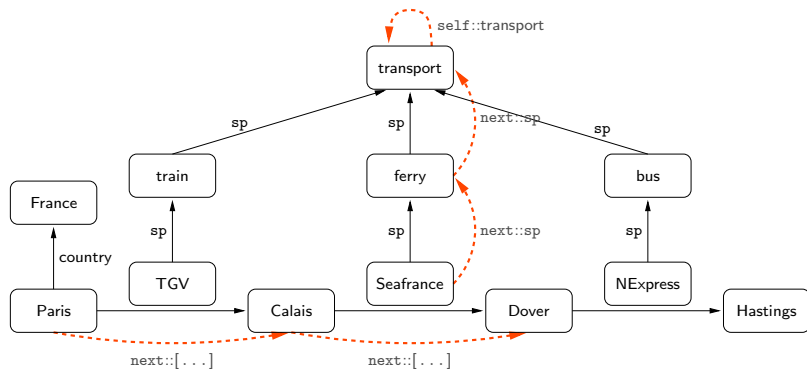 self::transport
transport
sp
sp
next::sp
sp
train
ferry
bus
France
sp
sp
next::sp
sp
country
TGV
Seafrance
NExpress
Paris
Calais
Dover
Hastings
next::[...]
next::[...]